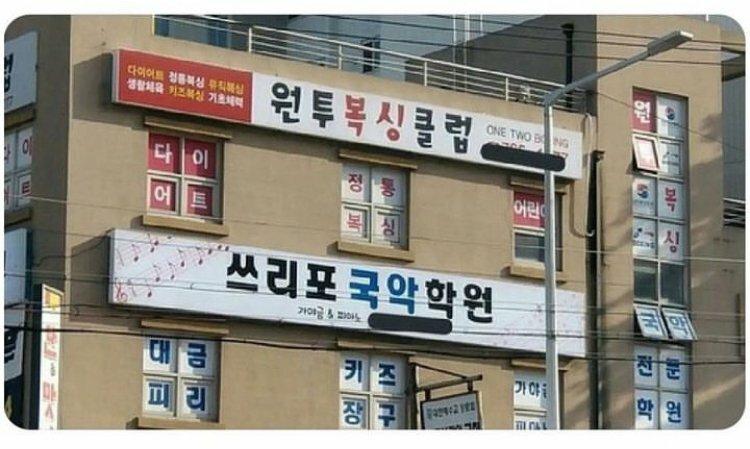 다이어트 정통복싱 뮤직복싱
생활체육 키즈복싱 기초체력
원투복싱클럽
ONE TWO BOXING
다이
어트
정통
복싱
어린이
원
복
싱
쓰리포국악학원
가야금 & 피아노
대금
피리
키즈
장구
가야금
국악
전문
학원